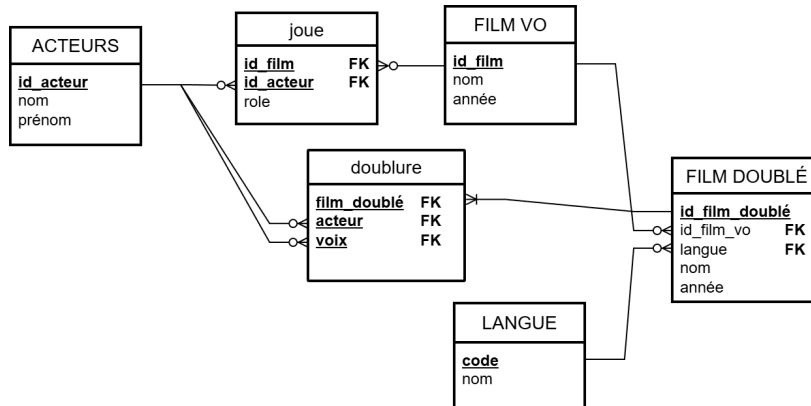 ACTEURS
id_acteur
nom
prénom
joue
id_film FK
id_acteur FK
role
FILM VO
id_film
nom
année
doublure
film_doublé FK
acteur FK
voix FK
FILM DOUBLÉ
id_film_doublé
id_film_vo FK
langue FK
nom
année
LANGUE
code
nom